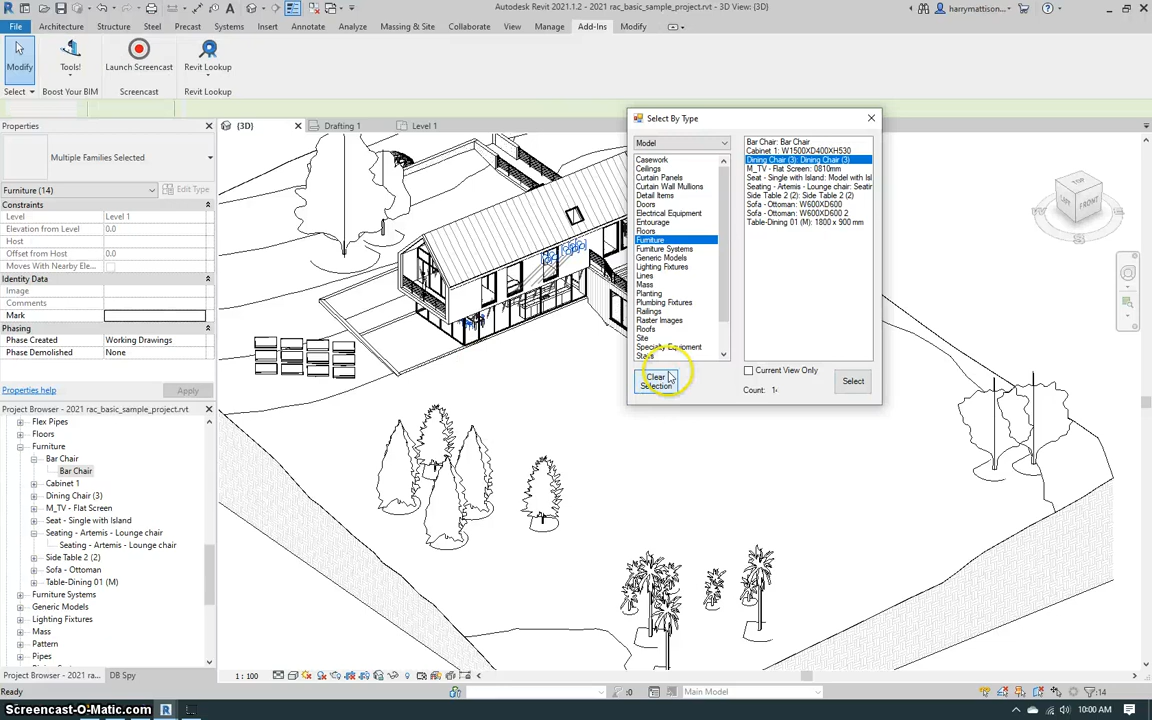 Autodesk Revit 2021.1.2 - 2021 rac_basic_sample_project.rvt - 3D View: {3D}
harrymattison...
File Architecture Structure Steel Precast Systems Insert Annotate Analyze Massing & Site Collaborate View Manage Add-Ins Modify
Modify Tools! Launch Screencast Revit Lookup
Select Boost Your BIM Screencast Revit Lookup
Properties
{3D} Drafting 1 Level 1
Multiple Families Selected
Furniture (14) Edit Type
Constraints
Level Level 1
Elevation from Level 0.0
Host
Offset from Host 0.0
Moves With Nearby Ele...
Identity Data
Image
Comments
Mark
Phasing
Phase Created Working Drawings
Phase Demolished None
Properties help Apply
Project Browser - 2021 rac_basic_sample_project.rvt
Flex Pipes
Floors
Furniture
Bar Chair
Bar Chair
Cabinet 1
Dining Chair (3)
M_TV - Flat Screen
Seat - Single with Island
Seating - Artemis - Lounge chair
Seating - Artemis - Lounge chair
Side Table 2 (2)
Sofa - Ottoman
Table-Dining 01 (M)
Furniture Systems
Generic Models
Lighting Fixtures
Mass
Pattern
Pipes
Project Browser - 2021 ra... DB Spy
Select By Type
Model
Casework
Ceilings
Curtain Panels
Curtain Wall Mullions
Detail Items
Doors
Electrical Equipment
Entourage
Floors
Furniture
Furniture Systems
Generic Models
Lighting Fixtures
Lines
Mass
Planting
Plumbing Fixtures
Railings
Raster Images
Roofs
Site
Specialty Equipment
Stairs
Bar Chair: Bar Chair
Cabinet 1: W1500XD400XH530
Dining Chair (3): Dining Chair (3)
M_TV - Flat Screen: 0810mm
Seat - Single with Island: Model with Isl
Seating - Artemis - Lounge chair: Seatir
Side Table 2 (2): Side Table 2 (2)
Sofa - Ottoman: W600XD600
Sofa - Ottoman: W600XD600 2
Table-Dining 01 (M): 1800 x 900 mm
Clear
Selection
Current View Only
Count:
Select
TOP
FRONT
LEFT
1 : 100
Ready :0 Main Model :14
Screencast-O-Matic.com
10:00 AM